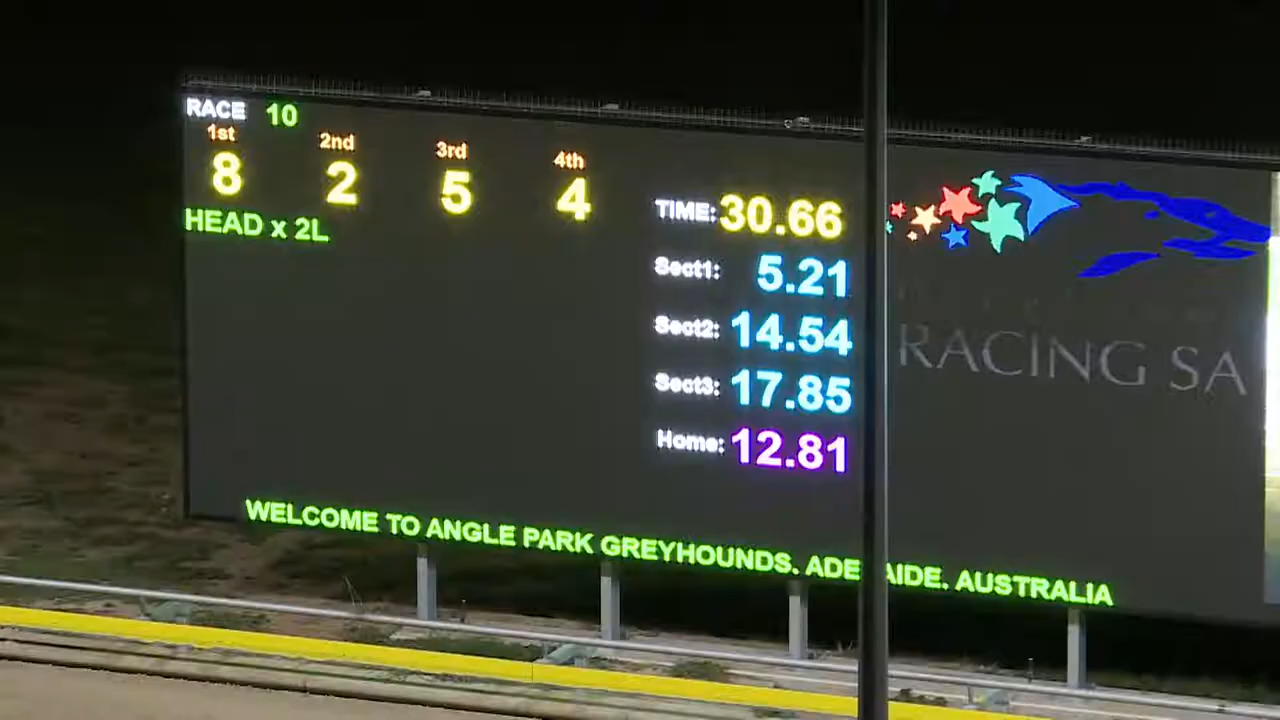 RACE 10
1st 2nd 3rd 4th
8 2 5 4
HEAD x 2L
TIME: 30.66
Sect1: 5.21
Sect2: 14.54
Sect3: 17.85
Home: 12.81
RACING SA
WELCOME TO ANGLE PARK GREYHOUNDS. ADELAIDE. AUSTRALIA